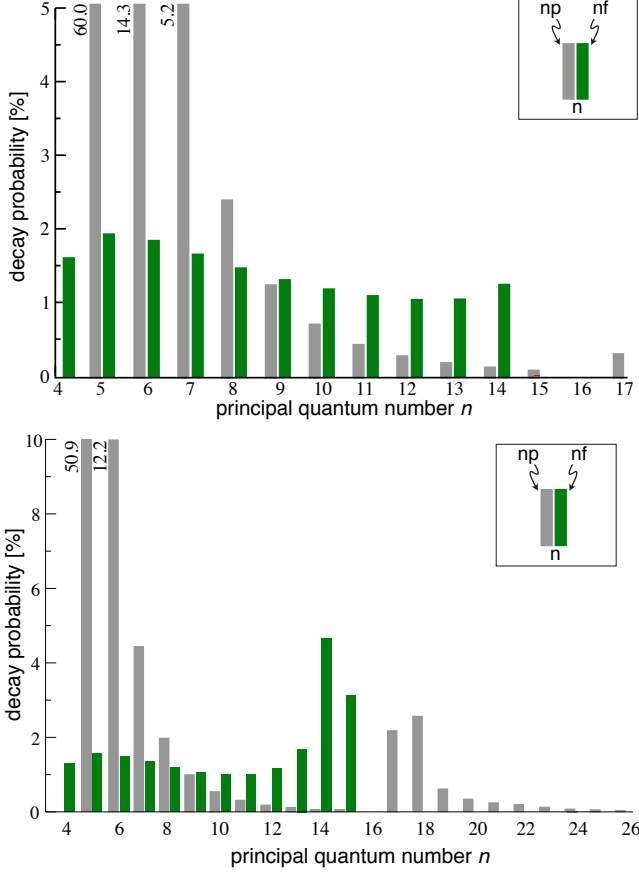 np nf
n
5
4
3
2
1
0
decay probability [%]
60.0
14.3
5.2
4 5 6 7 8 9 10 11 12 13 14 15 16 17
principal quantum number n
np nf
n
10
8
6
4
2
0
decay probability [%]
50.9
12.2
4 6 8 10 12 14 16 18 20 22 24 26
principal quantum number n